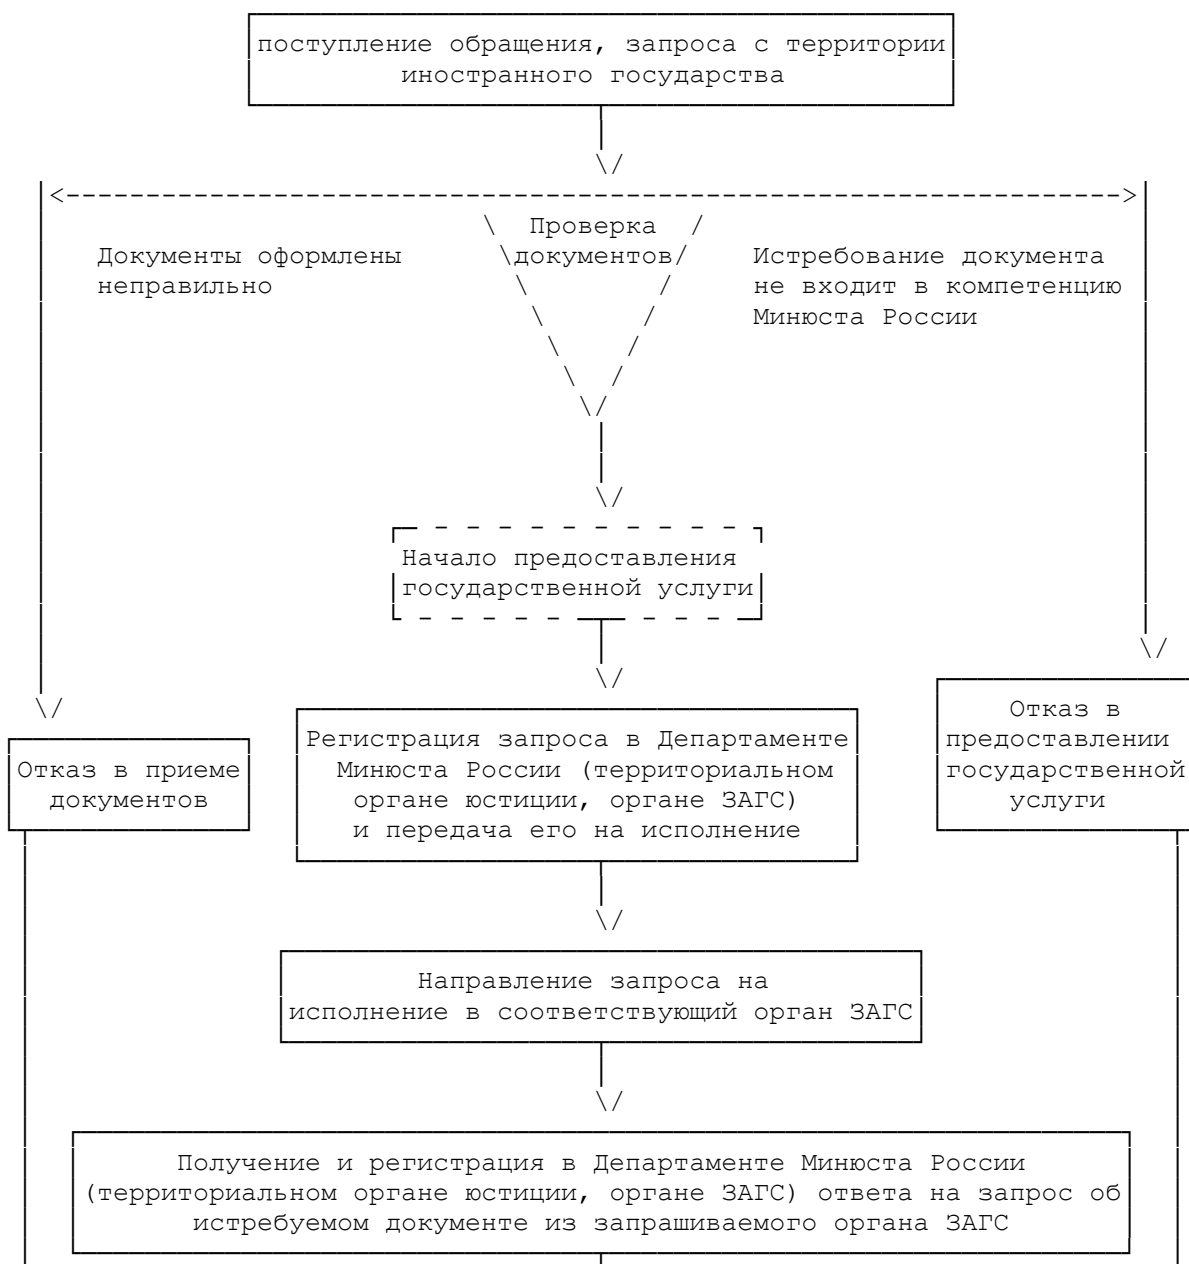 поступление обращения, запроса с территории
иностранного государства
Проверка
документов
Документы оформлены
неправильно
Истребование документа
не входит в компетенцию
Минюста России
Начало предоставления
государственной услуги
Отказ в приеме
документов
Регистрация запроса в Департаменте
Минюста России (территориальном
органе юстиции, органе ЗАГС)
и передача его на исполнение
Отказ в
предоставлении
государственной
услуги
Направление запроса на
исполнение в соответствующий орган ЗАГС
Получение и регистрация в Департаменте Минюста России
(территориальном органе юстиции, органе ЗАГС) ответа на запрос об
истребуемом документе из запрашиваемого органа ЗАГС